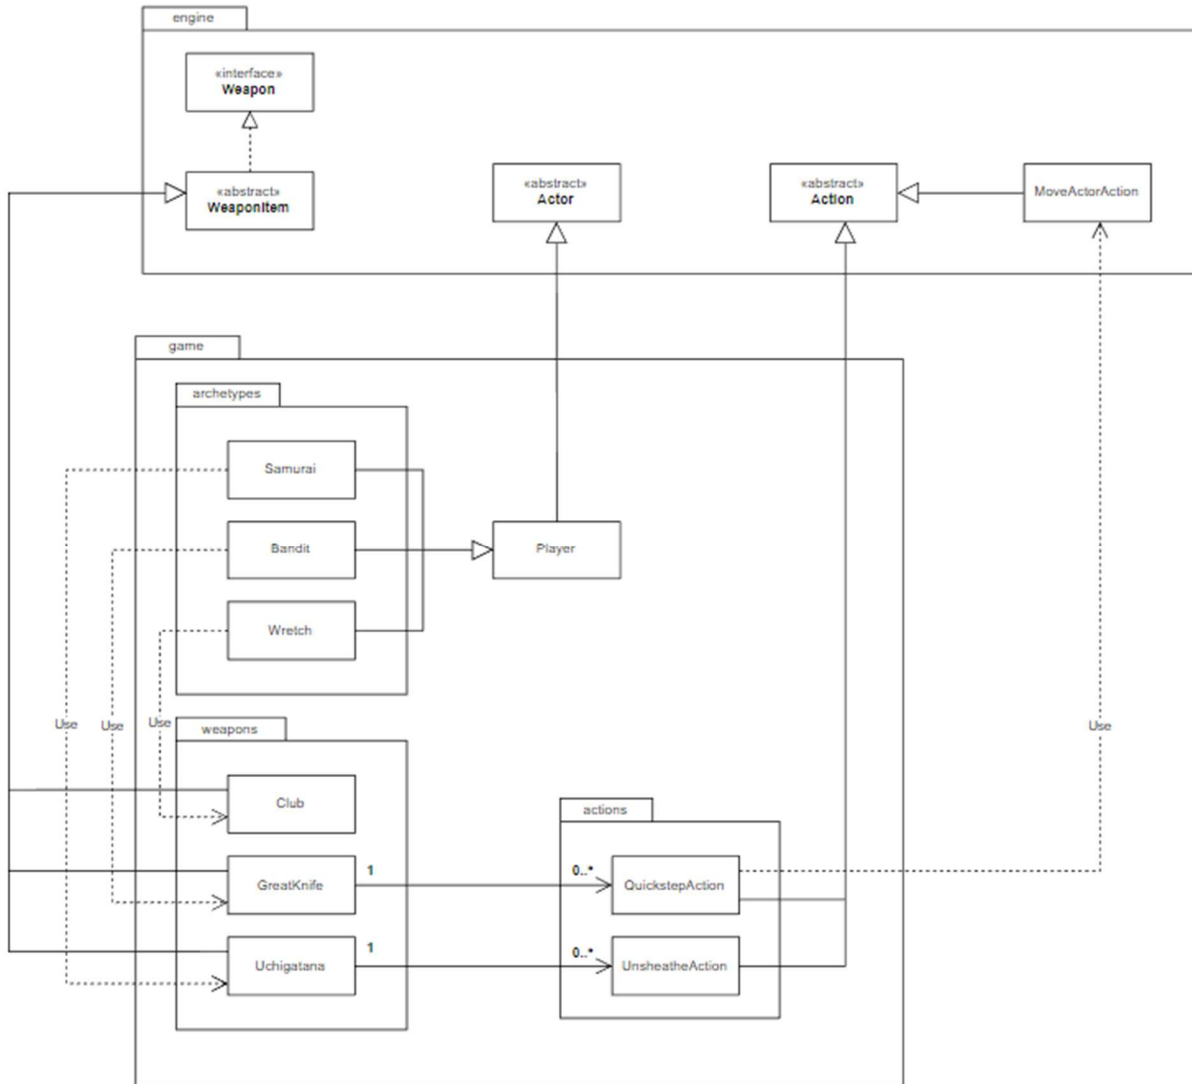 engine
«interface»
Weapon
«abstract»
WeaponItem
«abstract»
Actor
«abstract»
Action
MoveActorAction
game
archetypes
Samurai
Bandit
Player
Wretch
Use
Use
Use
Use
weapons
Club
actions
GreatKnife
1
0..*
QuickstepAction
Uchigatana
1
0..*
UnsheatheAction